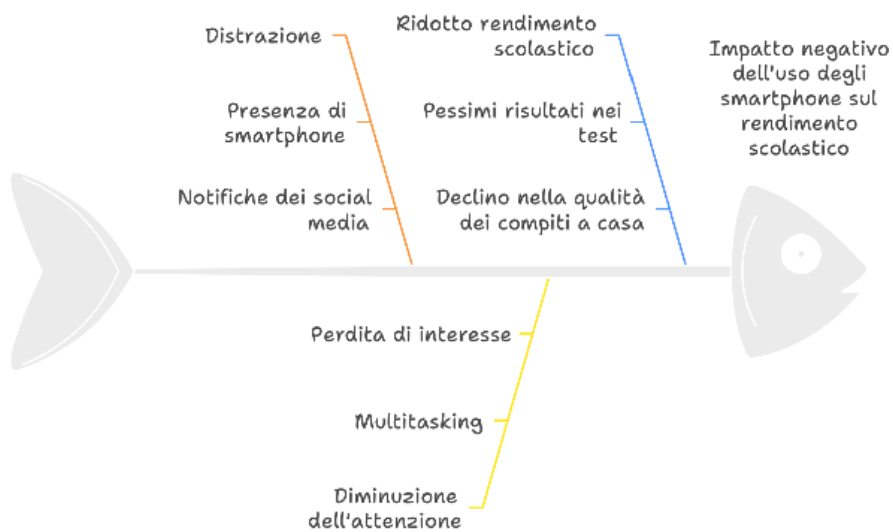 Distrazione
Presenza di
smartphone
Notifiche dei social
media
Ridotto rendimento
scolastico
Pessimi risultati nei
test
Declino nella qualità
dei compiti a casa
Impatto negativo
dell'uso degli
smartphone sul
rendimento
scolastico
Perdita di interesse
Multitasking
Diminuzione
dell'attenzione